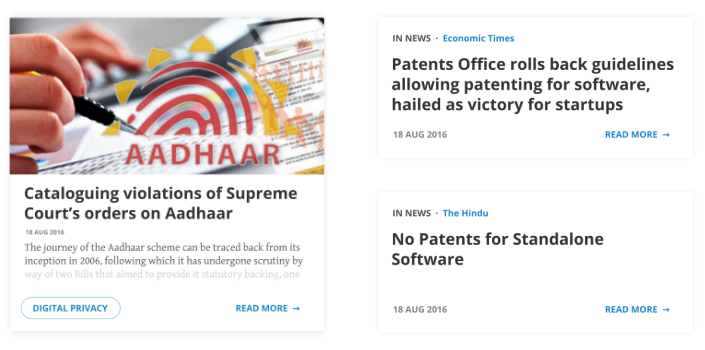 AADHAAR
Cataloguing violations of Supreme
Court's orders on Aadhaar
18 AUG 2016
The journey of the Aadhaar scheme can be traced back from its
inception in 2006, following which it has undergone scrutiny by
way of two Bills that aimed to provide it statutory backing, one
DIGITAL PRIVACY
READ MORE →
IN NEWS · Economic Times
Patents Office rolls back guidelines
allowing patenting for software,
hailed as victory for startups
18 AUG 2016
READ MORE →
IN NEWS · The Hindu
No Patents for Standalone
Software
18 AUG 2016
READ MORE →